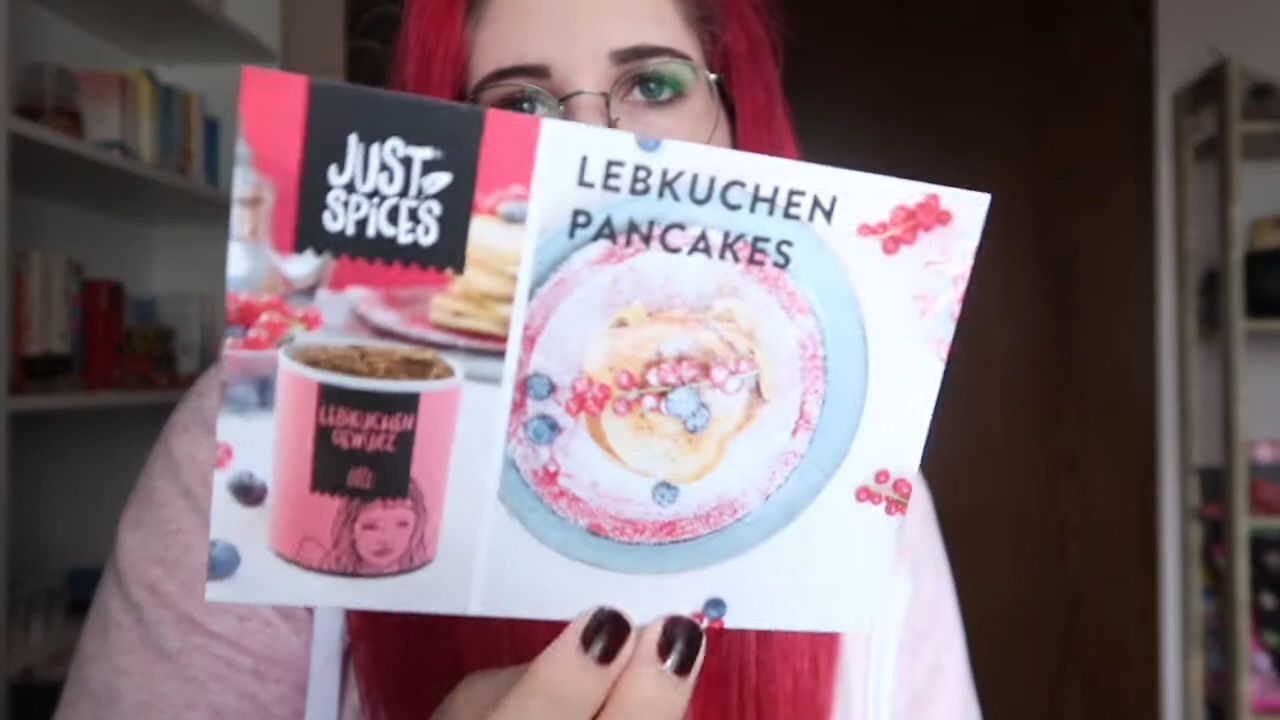 JUST
SPICES
LEBKUCHEN
PANCAKES
LEBKUCHEN
GEWÜRZ